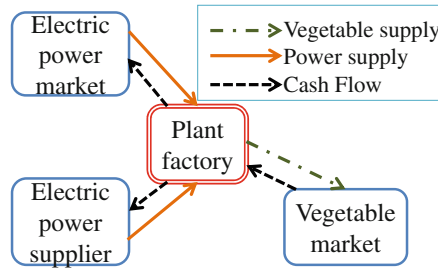 Electric
power
market
Vegetable supply
Power supply
Cash Flow
Plant
factory
Electric
power
supplier
Vegetable
market